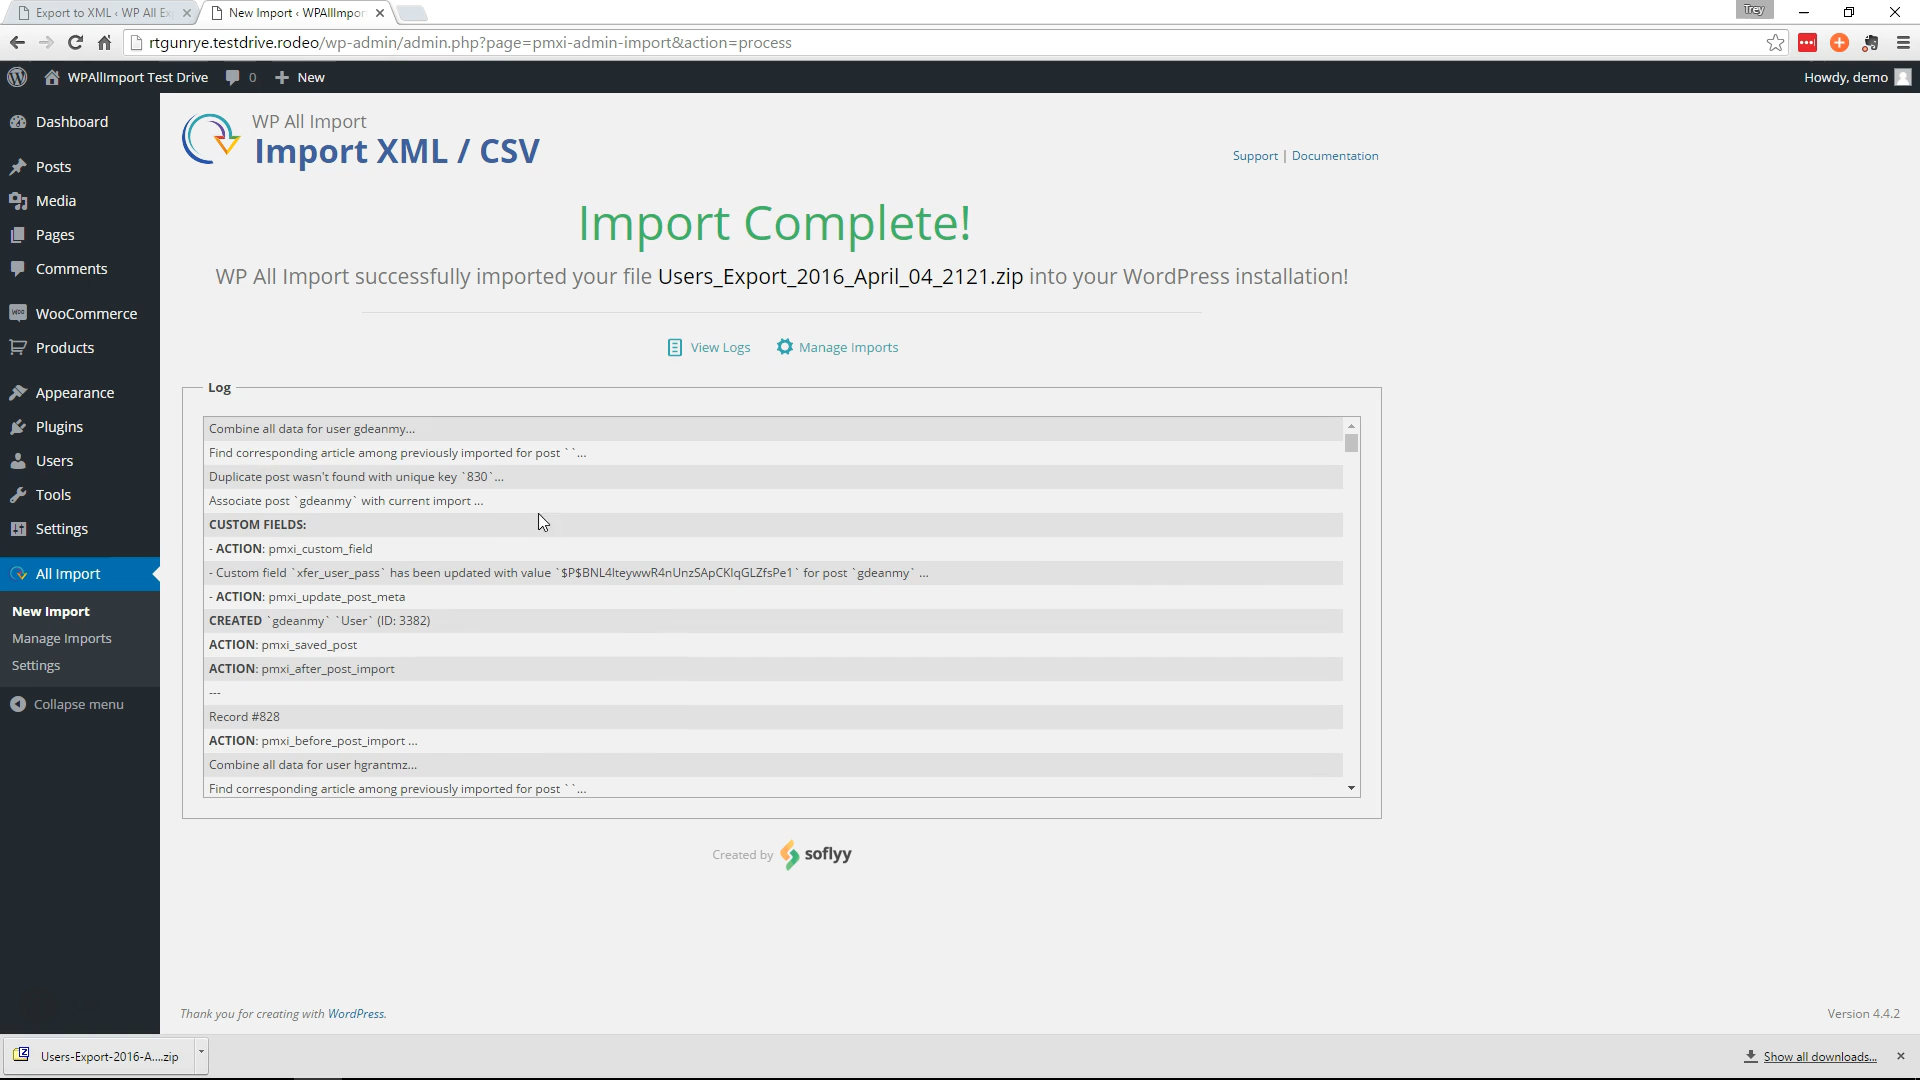 Export to XML ‹ WP All Ex
New Import ‹ WPAllImpor
Trey
rtgunrye.testdrive.rodeo/wp-admin/admin.php?page=pmxi-admin-import&action=process
WPAllImport Test Drive
0
New
Howdy, demo
Dashboard
Posts
Media
Pages
Comments
WooCommerce
Products
Appearance
Plugins
Users
Tools
Settings
All Import
New Import
Manage Imports
Settings
Collapse menu
WP All Import
Import XML / CSV
Support | Documentation
Import Complete!
WP All Import successfully imported your file Users_Export_2016_April_04_2121.zip into your WordPress installation!
View Logs
Manage Imports
Log
Combine all data for user gdeanmy...
Find corresponding article among previously imported for post ``...
Duplicate post wasn't found with unique key `830`...
Associate post `gdeanmy` with current import ...
CUSTOM FIELDS:
- ACTION: pmxi_custom_field
- Custom field `xfer_user_pass` has been updated with value `$P$BNL4lteywwR4nUnzSApCKlqGLZfsPe1` for post `gdeanmy` ...
- ACTION: pmxi_update_post_meta
CREATED `gdeanmy` `User` (ID: 3382)
ACTION: pmxi_saved_post
ACTION: pmxi_after_post_import
---
Record #828
ACTION: pmxi_before_post_import ...
Combine all data for user hgrantmz...
Find corresponding article among previously imported for post ``...
Created by soflyy
Thank you for creating with WordPress.
Version 4.4.2
Users-Export-2016-A....zip
Show all downloads...